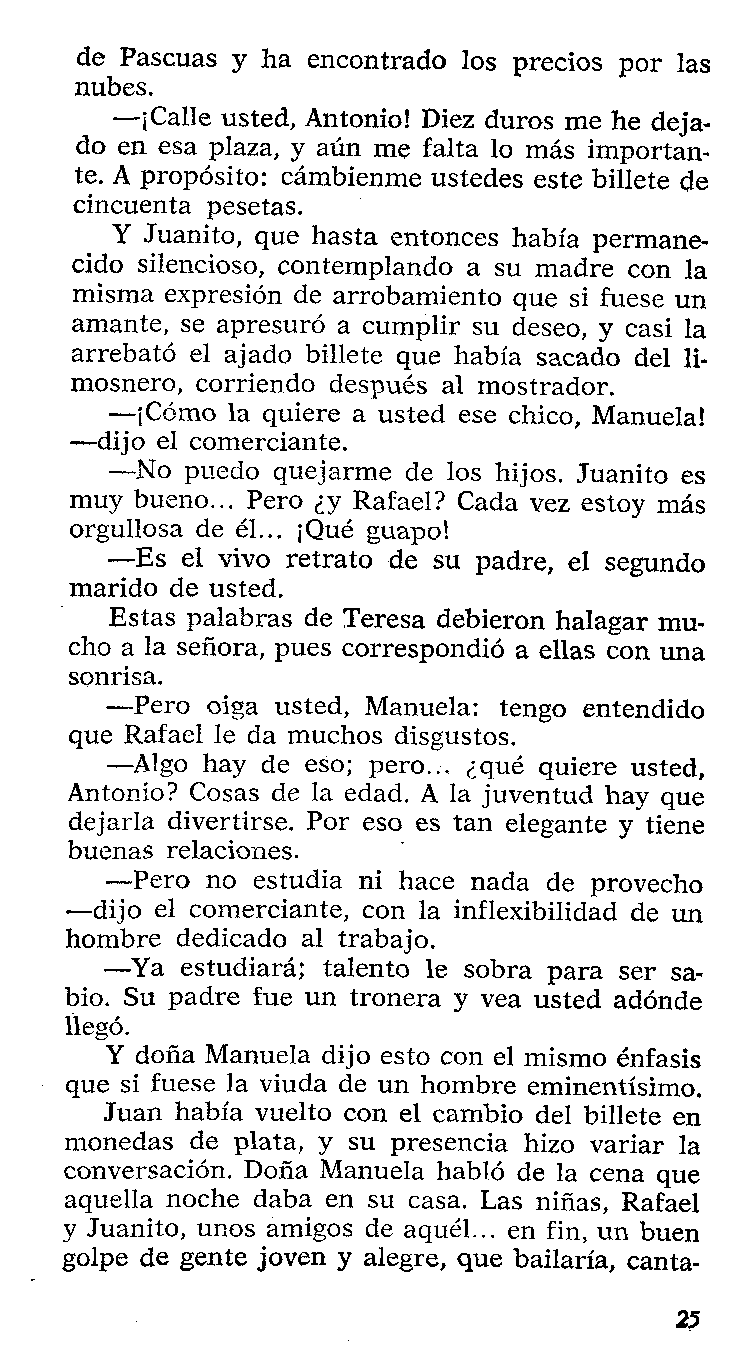 de Pascuas y ha encontrado los precios por las
nubes.
—¡Calle usted, Antonio! Diez duros me he deja-
do en esa plaza, y aún me falta lo más importan-
te. A propósito: cámbienme ustedes este billete de
cincuenta pesetas.
Y Juanito, que hasta entonces había permane-
cido silencioso, contemplando a su madre con la
misma expresión de arrobamiento que si fuese un
amante, se apresuró a cumplir su deseo, y casi la
arrebató el ajado billete que había sacado del li-
mosnero, corriendo después al mostrador.
—¡Cómo la quiere a usted ese chico, Manuela!
—dijo el comerciante.
—No puedo quejarme de los hijos. Juanito es
muy bueno... Pero ¿y Rafael? Cada vez estoy más
orgullosa de él... ¡Qué guapo!
—Es el vivo retrato de su padre, el segundo
marido de usted.
Estas palabras de Teresa debieron halagar mu-
cho a la señora, pues correspondió a ellas con una
sonrisa.
—Pero oiga usted, Manuela: tengo entendido
que Rafael le da muchos disgustos.
—Algo hay de eso; pero... ¿qué quiere usted,
Antonio? Cosas de la edad. A la juventud hay que
dejarla divertirse. Por eso es tan elegante y tiene
buenas relaciones.
—Pero no estudia ni hace nada de provecho
—dijo el comerciante, con la inflexibilidad de un
hombre dedicado al trabajo.
—Ya estudiará; talento le sobra para ser sa-
bio. Su padre fue un tronera y vea usted adónde
llegó.
Y doña Manuela dijo esto con el mismo énfasis
que si fuese la viuda de un hombre eminentísimo.
Juan había vuelto con el cambio del billete en
monedas de plata, y su presencia hizo variar la
conversación. Doña Manuela habló de la cena que
aquella noche daba en su casa. Las niñas, Rafael
y Juanito, unos amigos de aquél... en fin, un buen
golpe de gente joven y alegre, que bailaría, canta-
25